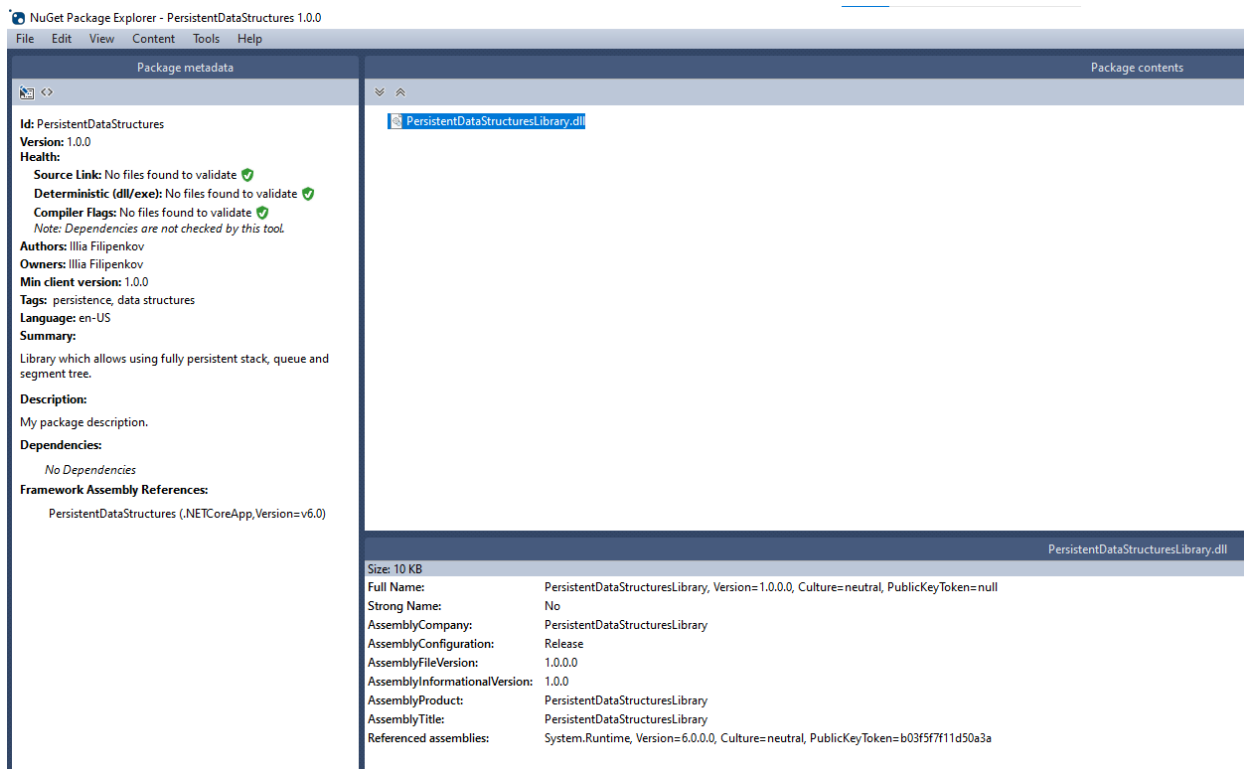 NuGet Package Explorer - PersistentDataStructures 1.0.0
File Edit View Content Tools Help
Package metadata
Package contents
PersistentDataStructuresLibrary.dll
Id: PersistentDataStructures
Version: 1.0.0
Health:
Source Link: No files found to validate
Deterministic (dll/exe): No files found to validate
Compiler Flags: No files found to validate
Note: Dependencies are not checked by this tool.
Authors: Illia Filipenkov
Owners: Illia Filipenkov
Min client version: 1.0.0
Tags: persistence, data structures
Language: en-US
Summary:
Library which allows using fully persistent stack, queue and
segment tree.
Description:
My package description.
Dependencies:
No Dependencies
Framework Assembly References:
PersistentDataStructures (.NETCoreApp,Version=v6.0)
PersistentDataStructuresLibrary.dll
Size: 10 KB
Full Name: PersistentDataStructuresLibrary, Version=1.0.0.0, Culture=neutral, PublicKeyToken=null
Strong Name: No
AssemblyCompany: PersistentDataStructuresLibrary
AssemblyConfiguration: Release
AssemblyFileVersion: 1.0.0.0
AssemblyInformationalVersion: 1.0.0
AssemblyProduct: PersistentDataStructuresLibrary
AssemblyTitle: PersistentDataStructuresLibrary
Referenced assemblies: System.Runtime, Version=6.0.0.0, Culture=neutral, PublicKeyToken=b03f5f7f11d50a3a